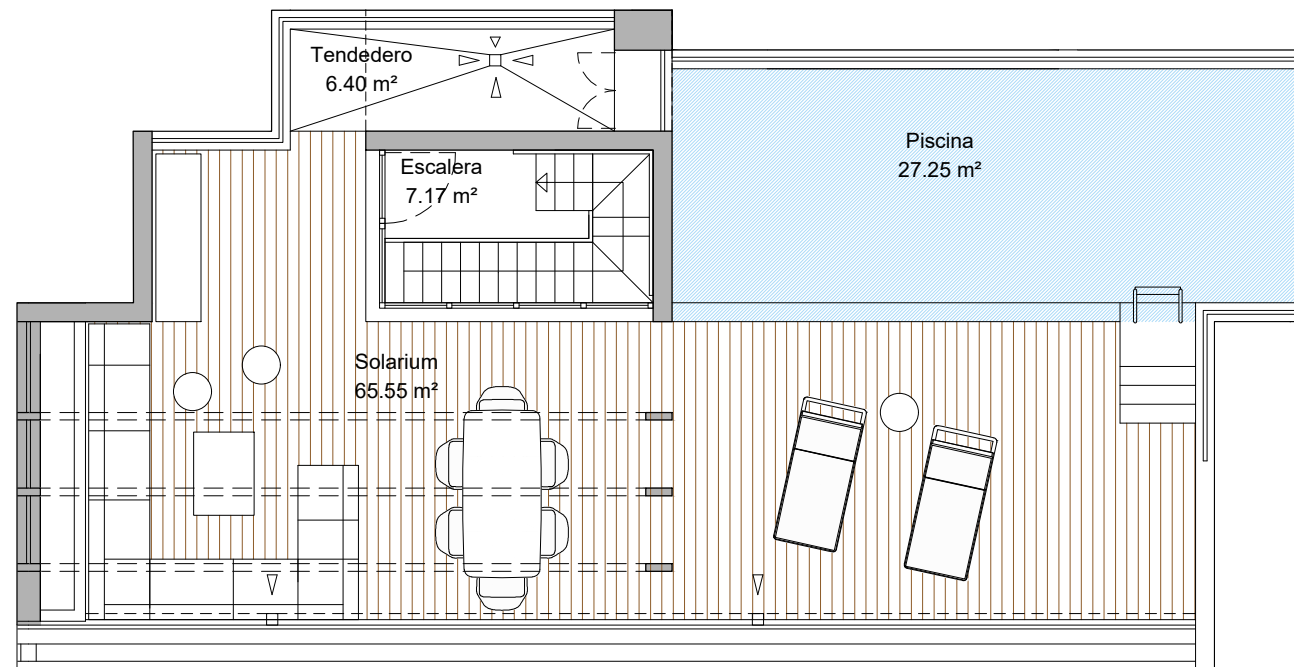 Tendedero
6.40 m²
Piscina
27.25 m²
Escalera
7.17 m²
Solarium
65.55 m²